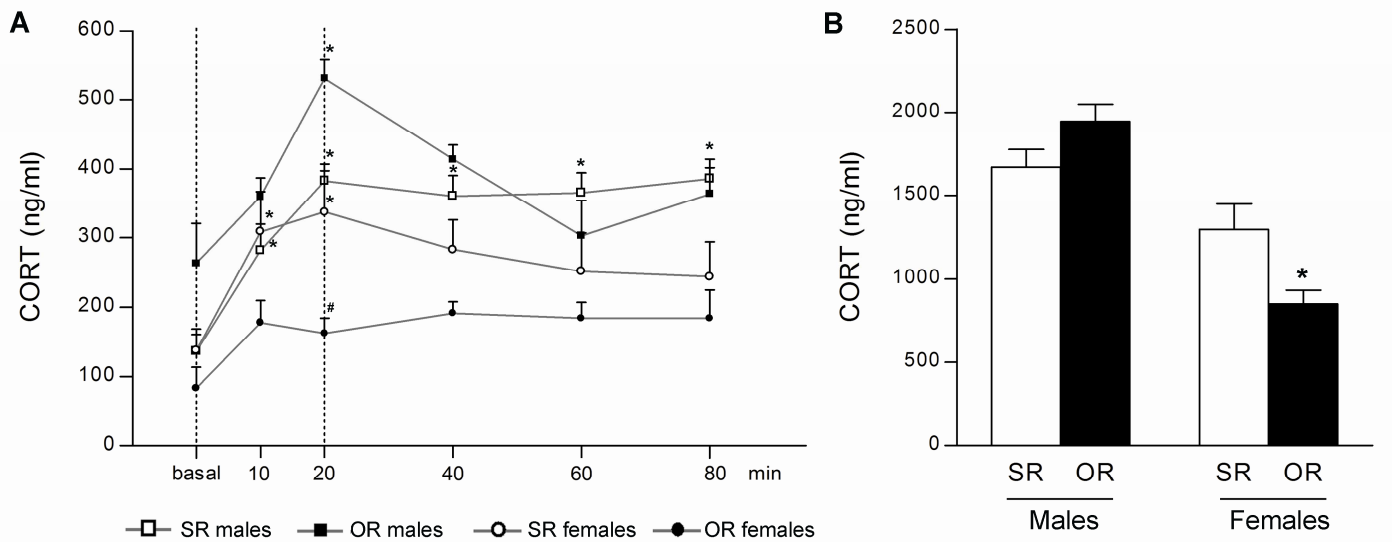 A
CORT (ng/ml)
600
500
400
300
200
100
0
* * * * * * * * *
#
basal 10 20 40 60 80 min
SR males OR males SR females OR females
B
CORT (ng/ml)
2500
2000
1500
1000
500
0
*
SR OR SR OR
Males Females